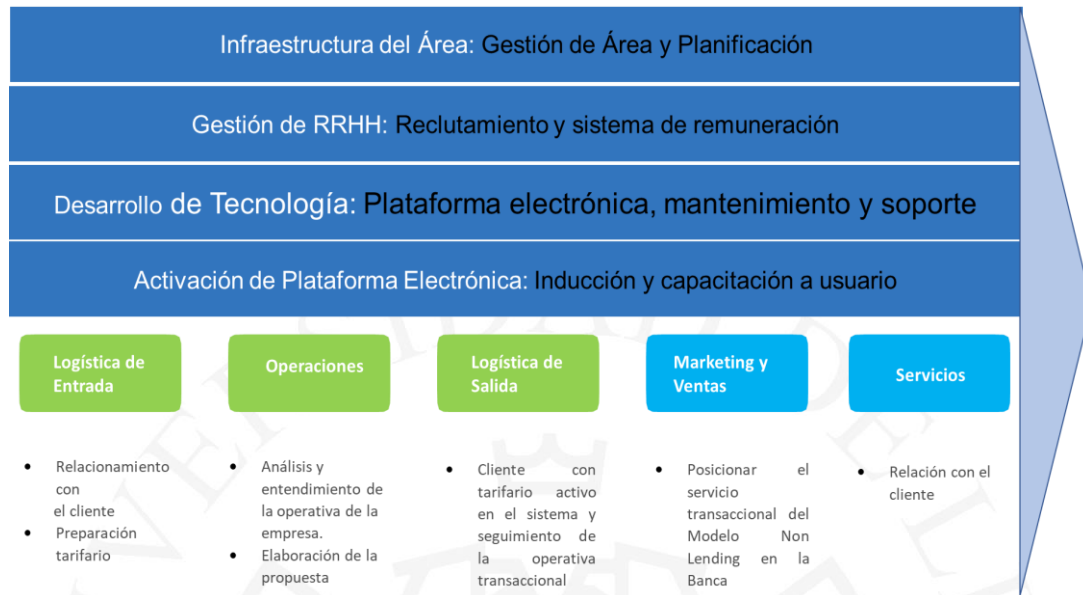 Infraestructura del Área: Gestión de Área y Planificación
Gestión de RRHH: Reclutamiento y sistema de remuneración
Desarrollo de Tecnología: Plataforma electrónica, mantenimiento y soporte
Activación de Plataforma Electrónica: Inducción y capacitación a usuario
Logística de
Entrada
Operaciones
Logística de
Salida
Marketing y
Ventas
Servicios
• Relacionamiento
con
el cliente
• Preparación
tarifario
• Análisis y
entendimiento de
la operativa de la
empresa.
• Elaboración de la
propuesta
• Cliente con
tarifario activo
en el sistema y
seguimiento de
la operativa
transaccional
• Posicionar el
servicio
transaccional del
Modelo Non
Lending en la
Banca
• Relación con el
cliente